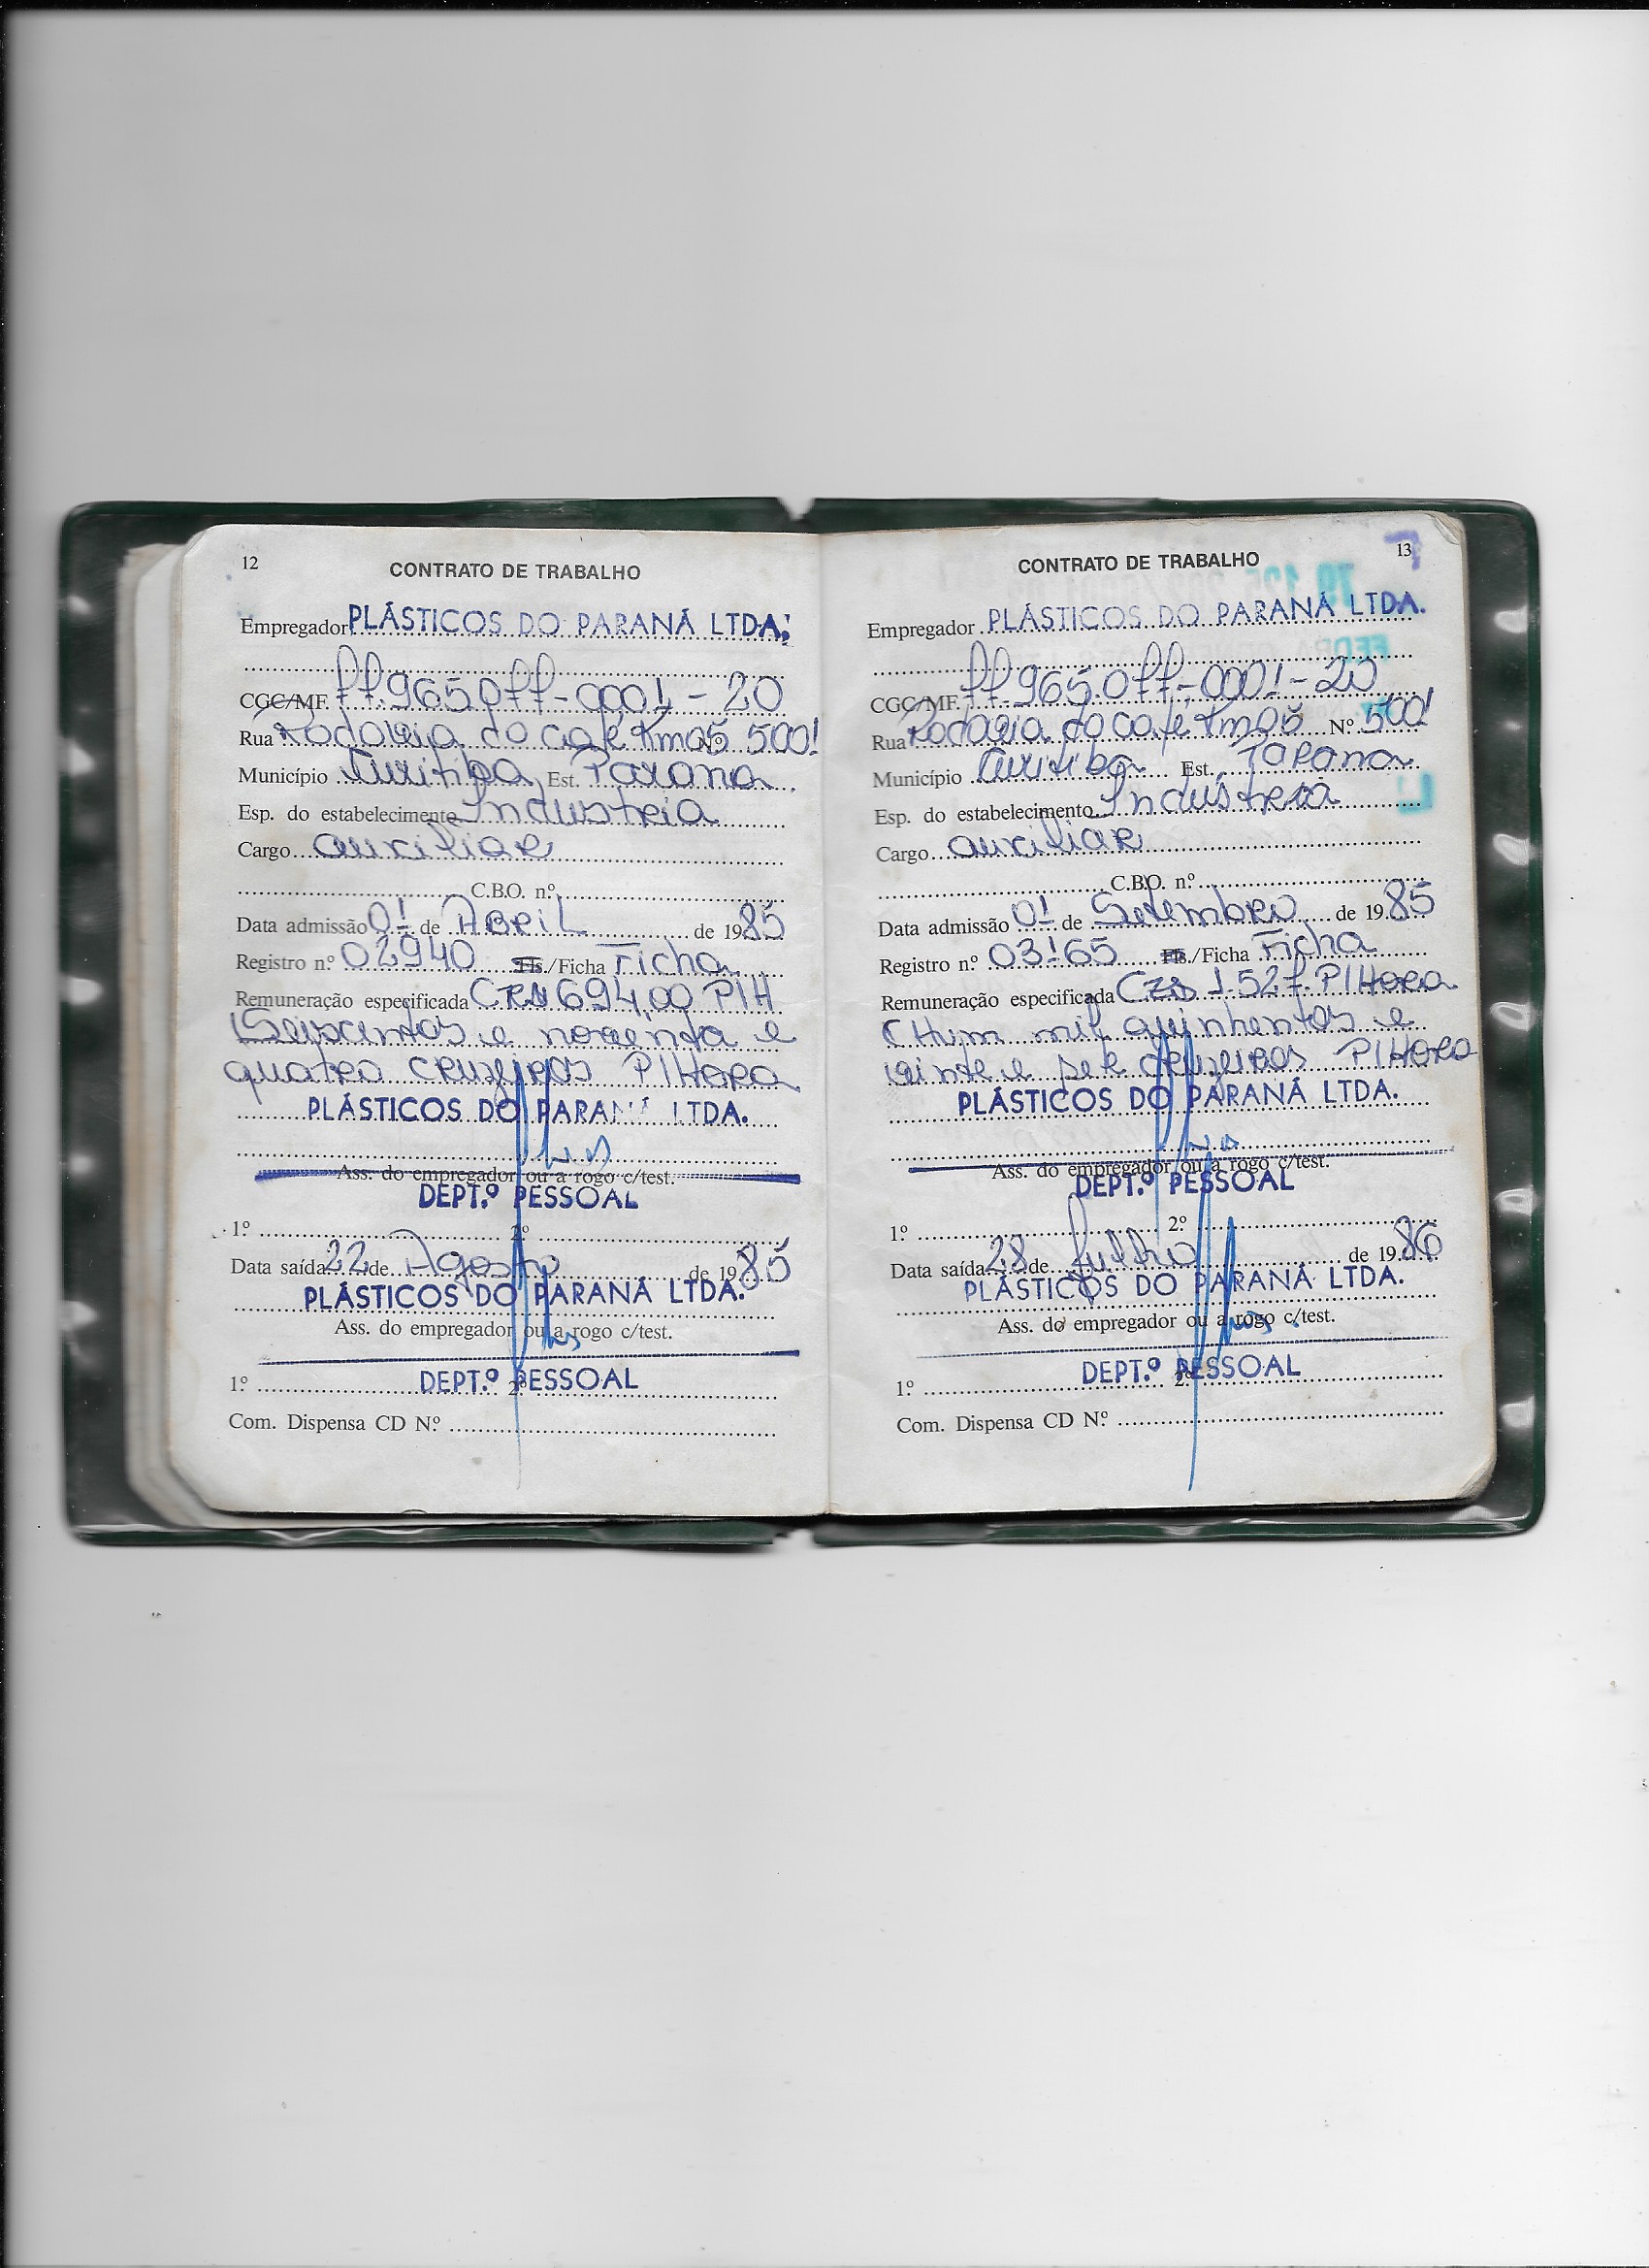 12
CONTRATO DE TRABALHO
Empregador PLÁSTICOS DO PARANÁ LTDA.
CGC/MF 77.965.077-0001-20
Rua Rodovia do café Km 05 Nº 5001
Município Curitiba Est. Parana
Esp. do estabelecimento Industria
Cargo auxiliar
C.B.O. nº
Data admissão 01 de Abril de 1985
Registro n.º 02940 Fls./Ficha Ficha
Remuneração especificada CR$ 694,00 P/H
(Seiscentos e noventa e
quatro cruzeiros P/Hora
PLÁSTICOS DO PARANÁ LTDA.
Ass. do empregador ou a rogo c/test.
DEPT.º PESSOAL
1º 2º
Data saída 22 de Agosto de 1985
PLÁSTICOS DO PARANÁ LTDA.
Ass. do empregador ou a rogo c/test.
DEPT.º PESSOAL
1º 2º
Com. Dispensa CD Nº
13
CONTRATO DE TRABALHO
Empregador PLÁSTICOS DO PARANÁ LTDA.
CGC/MF 77.965.077-0001-20
Rua Rodovia do café Km 05 Nº 5001
Município Curitiba Est. Parana
Esp. do estabelecimento Indústria
Cargo auxiliar
C.B.O. nº
Data admissão 01 de Setembro de 1985
Registro n.º 03165 Fls./Ficha Ficha
Remuneração especificada CZ$ 1.527. P/Hora
(Hum mil quinhentos e
vinte e sete cruzeiros P/Hora
PLÁSTICOS DO PARANÁ LTDA.
Ass. do empregador ou a rogo c/test.
DEPT.º PESSOAL
1º 2º
Data saída 28 de Julho de 1986
PLÁSTICOS DO PARANÁ LTDA.
Ass. do empregador ou a rogo c/test.
DEPT.º PESSOAL
1º 2º
Com. Dispensa CD Nº